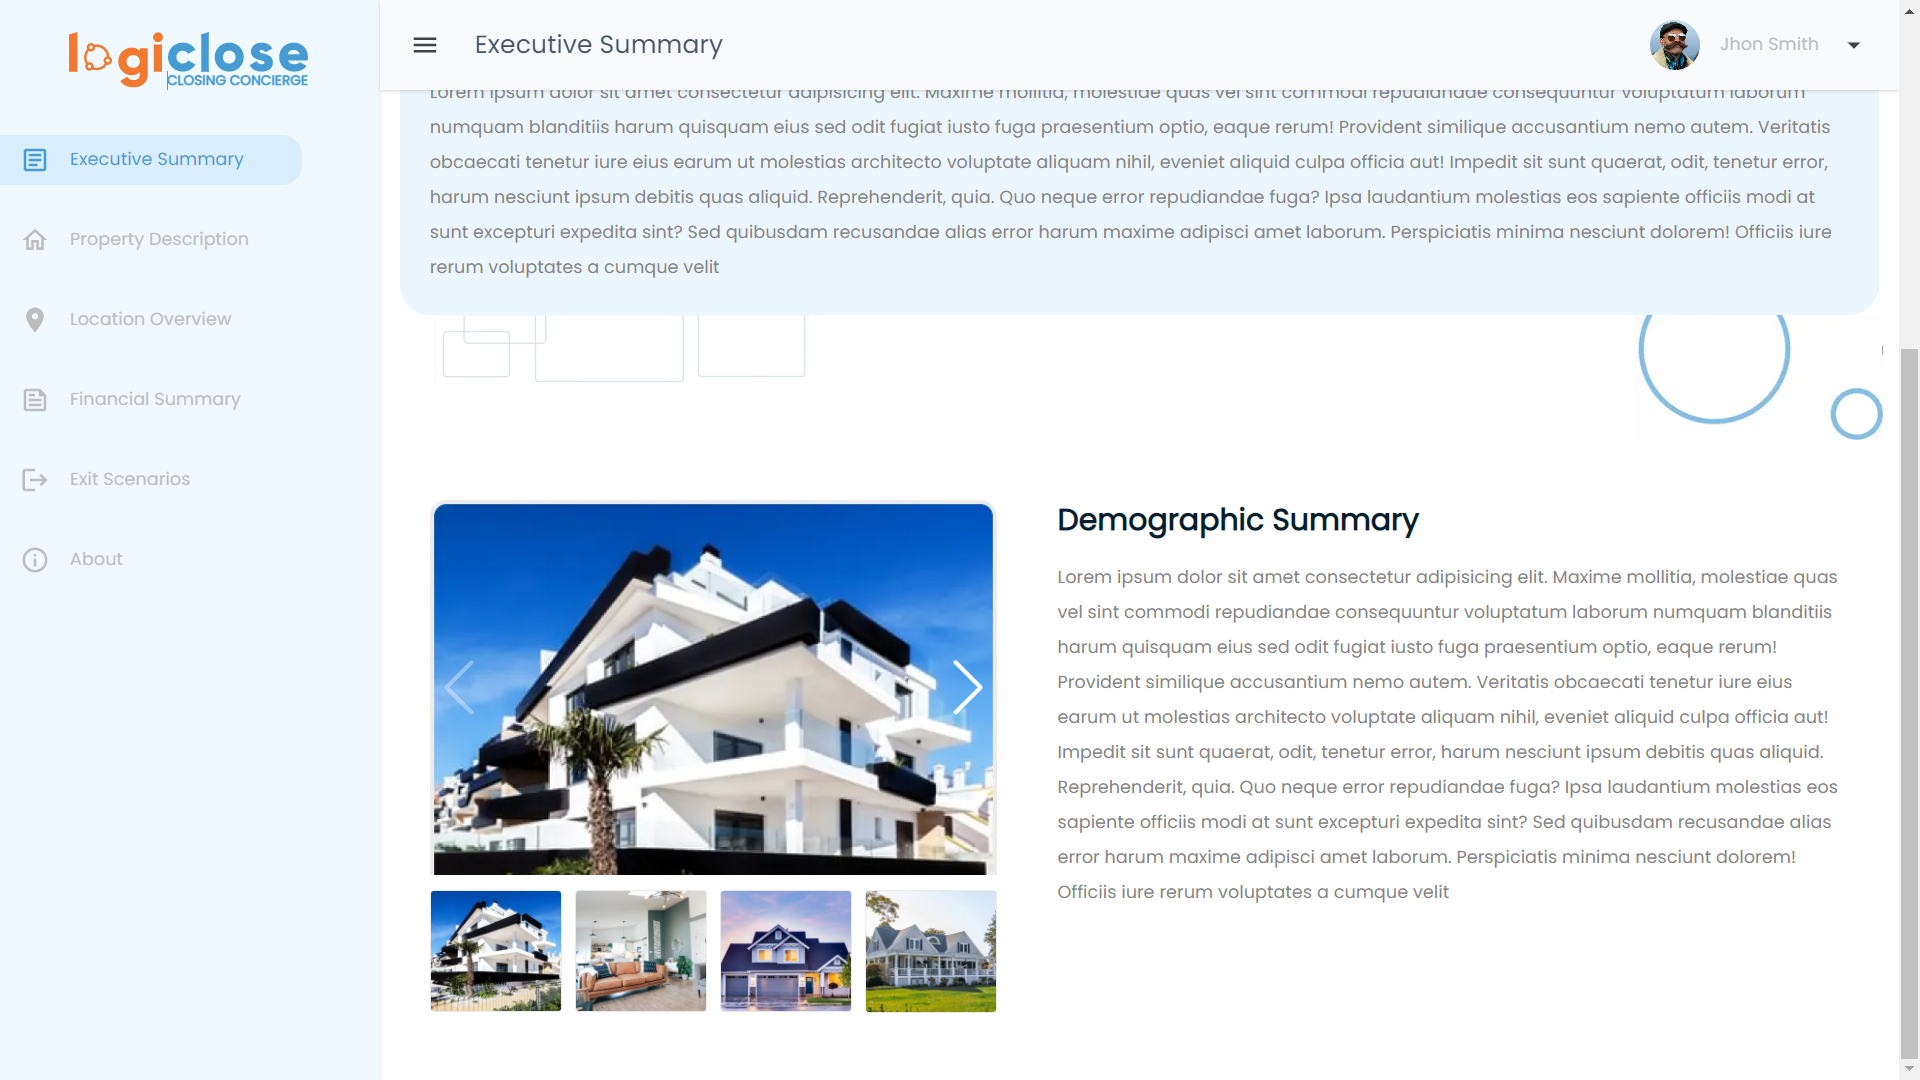 logiclose
CLOSING CONCIERGE
Executive Summary
Jhon Smith
Executive Summary
Property Description
Location Overview
Financial Summary
Exit Scenarios
About
Lorem ipsum dolor sit amet consectetur adipisicing elit. Maxime mollitia, molestiae quas vel sint commodi repudiandae consequuntur voluptatum laborum
numquam blanditiis harum quisquam eius sed odit fugiat iusto fuga praesentium optio, eaque rerum! Provident similique accusantium nemo autem. Veritatis
obcaecati tenetur iure eius earum ut molestias architecto voluptate aliquam nihil, eveniet aliquid culpa officia aut! Impedit sit sunt quaerat, odit, tenetur error,
harum nesciunt ipsum debitis quas aliquid. Reprehenderit, quia. Quo neque error repudiandae fuga? Ipsa laudantium molestias eos sapiente officiis modi at
sunt excepturi expedita sint? Sed quibusdam recusandae alias error harum maxime adipisci amet laborum. Perspiciatis minima nesciunt dolorem! Officiis iure
rerum voluptates a cumque velit
Demographic Summary
Lorem ipsum dolor sit amet consectetur adipisicing elit. Maxime mollitia, molestiae quas
vel sint commodi repudiandae consequuntur voluptatum laborum numquam blanditiis
harum quisquam eius sed odit fugiat iusto fuga praesentium optio, eaque rerum!
Provident similique accusantium nemo autem. Veritatis obcaecati tenetur iure eius
earum ut molestias architecto voluptate aliquam nihil, eveniet aliquid culpa officia aut!
Impedit sit sunt quaerat, odit, tenetur error, harum nesciunt ipsum debitis quas aliquid.
Reprehenderit, quia. Quo neque error repudiandae fuga? Ipsa laudantium molestias eos
sapiente officiis modi at sunt excepturi expedita sint? Sed quibusdam recusandae alias
error harum maxime adipisci amet laborum. Perspiciatis minima nesciunt dolorem!
Officiis iure rerum voluptates a cumque velit